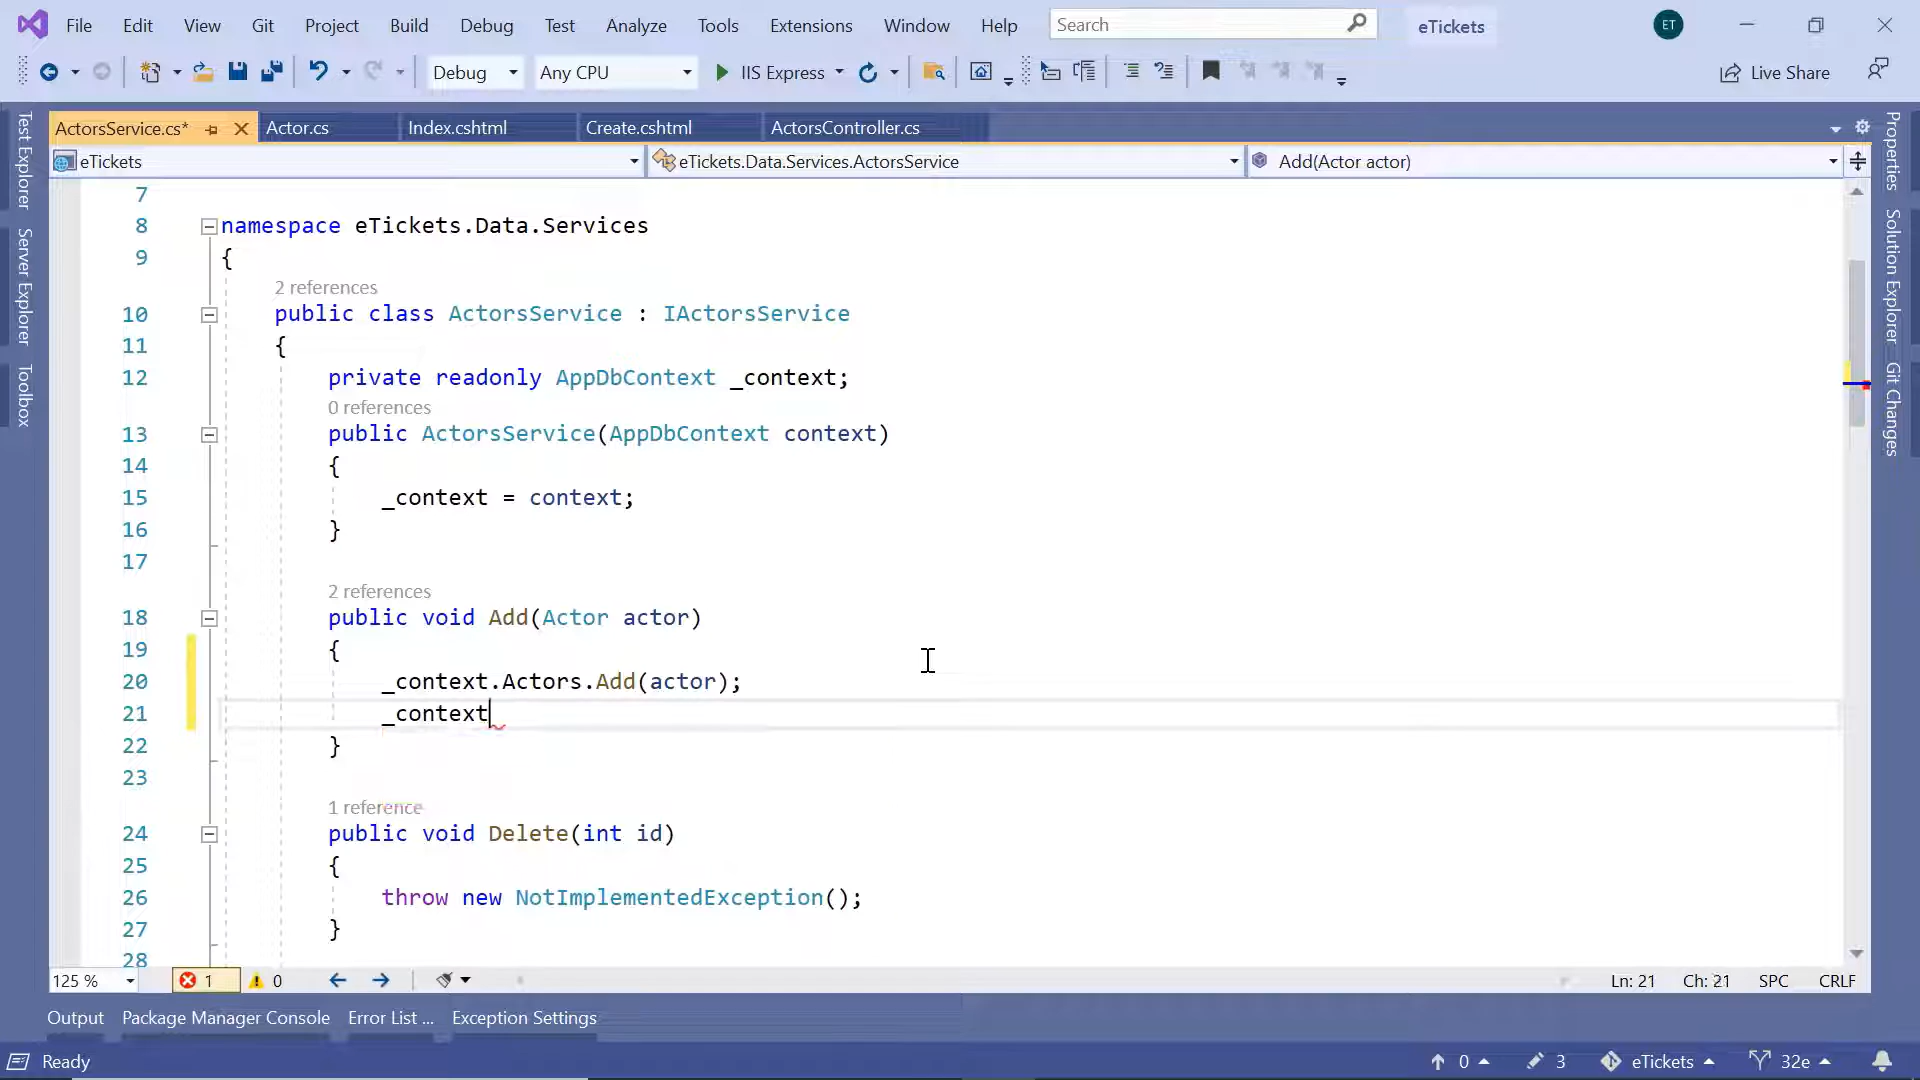 File Edit View Git Project Build Debug Test Analyze Tools Extensions Window Help Search eTickets ET
Debug Any CPU IIS Express Live Share
ActorsService.cs* Actor.cs Index.cshtml Create.cshtml ActorsController.cs
eTickets eTickets.Data.Services.ActorsService Add(Actor actor)
Test Explorer
Server Explorer
Toolbox
7
8 namespace eTickets.Data.Services
9 {
2 references
10 public class ActorsService : IActorsService
11 {
12 private readonly AppDbContext _context;
0 references
13 public ActorsService(AppDbContext context)
14 {
15 _context = context;
16 }
17
2 references
18 public void Add(Actor actor)
19 {
20 _context.Actors.Add(actor);
21 _context
22 }
23
1 reference
24 public void Delete(int id)
25 {
26 throw new NotImplementedException();
27 }
28
Properties
Solution Explorer
Git Changes
125 % 1 0 Ln: 21 Ch: 21 SPC CRLF
Output Package Manager Console Error List ... Exception Settings
Ready 0 3 eTickets 32e